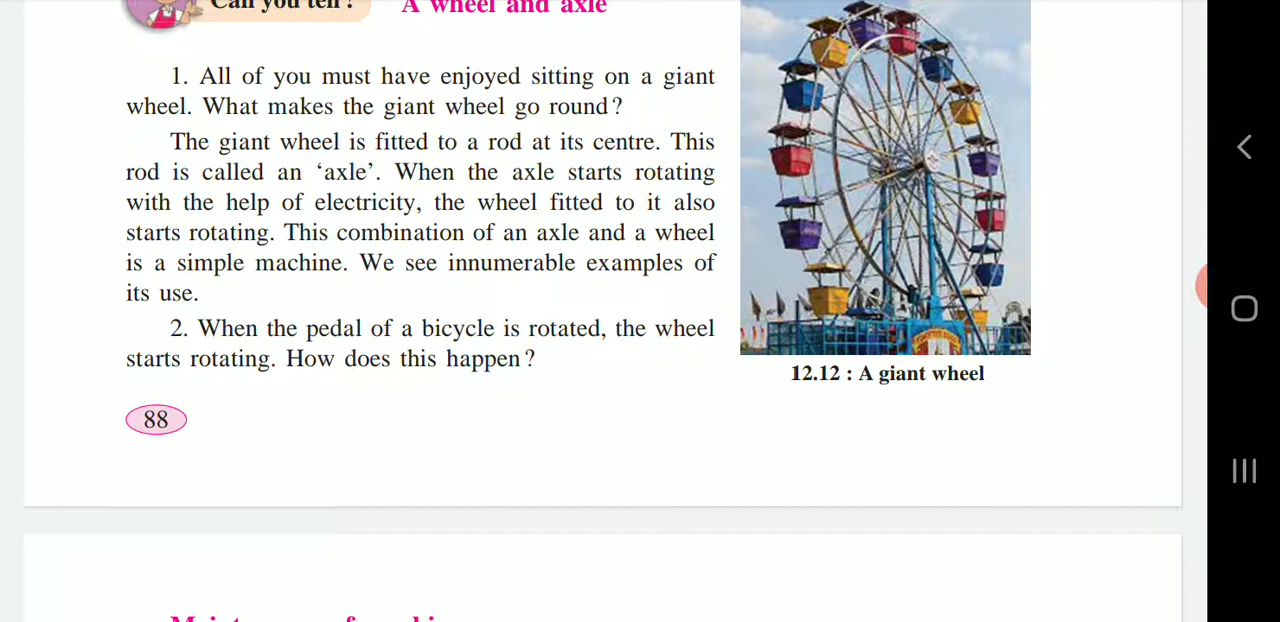 Can you tell ?
A wheel and axle
1. All of you must have enjoyed sitting on a giant
wheel. What makes the giant wheel go round?
The giant wheel is fitted to a rod at its centre. This
rod is called an ‘axle’. When the axle starts rotating
with the help of electricity, the wheel fitted to it also
starts rotating. This combination of an axle and a wheel
is a simple machine. We see innumerable examples of
its use.
2. When the pedal of a bicycle is rotated, the wheel
starts rotating. How does this happen?
12.12 : A giant wheel
88